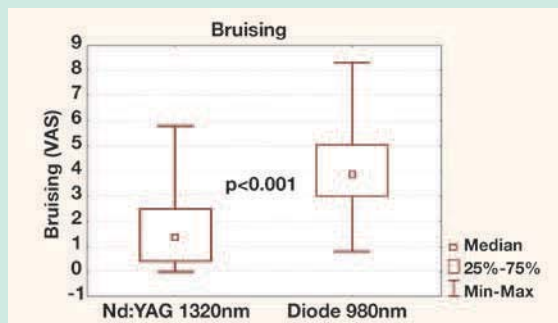 Bruising
9
8
7
6
5
4
3
2
1
0
-1
Bruising (VAS)
p<0.001
Nd:YAG 1320nm
Diode 980nm
Median
25%-75%
Min-Max